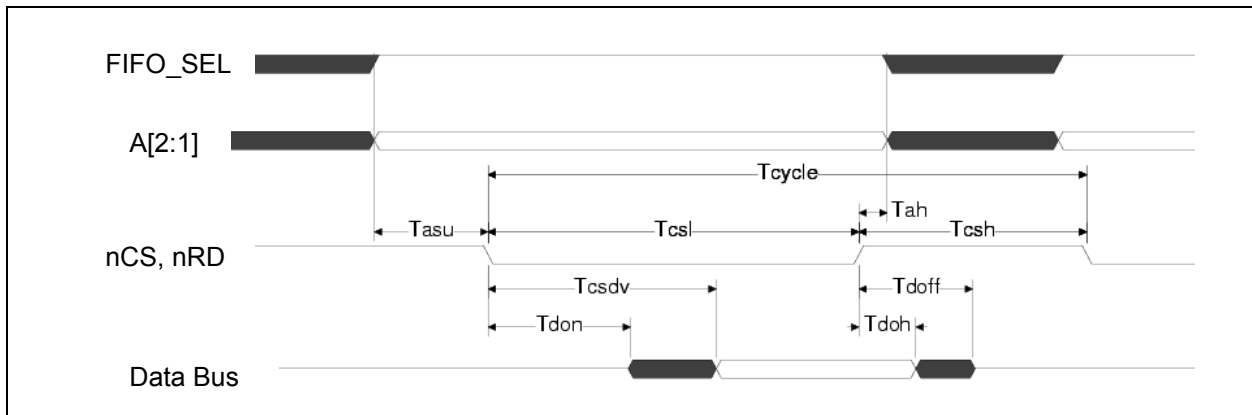 FIFO_SEL
A[2:1]
Tcycle
Tah
Tasu
Tcsl
Tcsh
nCS, nRD
Tcsdv
Tdoff
Tdon
Tdoh
Data Bus